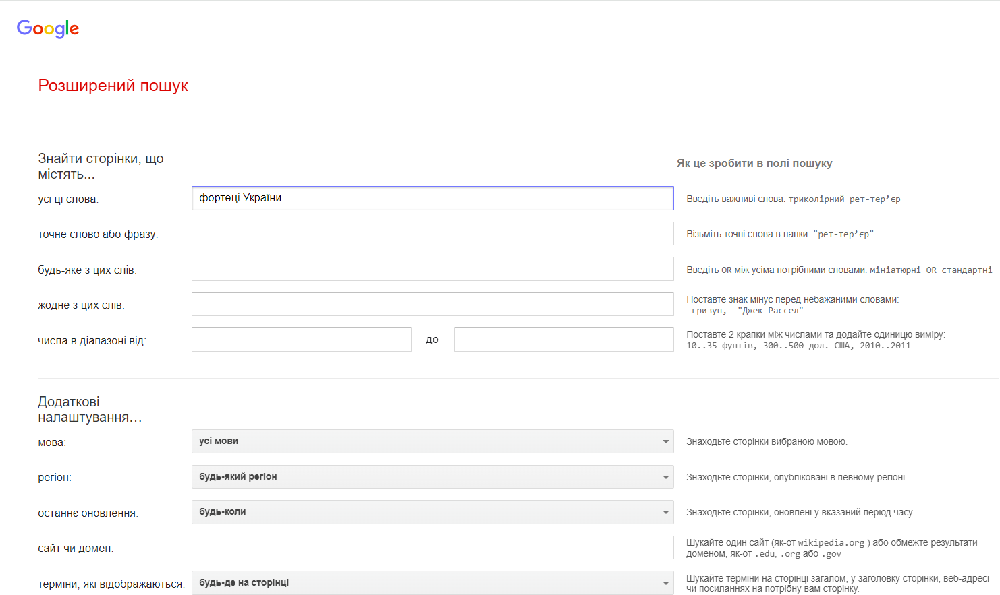 Google
Розширений пошук
Знайти сторінки, що
містять...
Як це зробити в полі пошуку
усі ці слова:
фортеці України
Введіть важливі слова: триколірний рет-тер’єр
точне слово або фразу:
Візьміть точні слова в лапки: "рет-тер’єр"
будь-яке з цих слів:
Введіть OR між усіма потрібними словами: мініатюрні OR стандартні
жодне з цих слів:
Поставте знак мінус перед небажаними словами:
-гризун, -"Джек Рассел"
числа в діапазоні від:
до
Поставте 2 крапки між числами та додайте одиницю виміру:
10..35 фунтів, 300..500 дол. США, 2010..2011
Додаткові
налаштування…
мова:
усі мови
Знаходьте сторінки вибраною мовою.
регіон:
будь-який регіон
Знаходьте сторінки, опубліковані в певному регіоні.
останнє оновлення:
будь-коли
Знаходьте сторінки, оновлені у вказаний період часу.
сайт чи домен:
Шукайте один сайт (як-от wikipedia.org ) або обмежте результати
доменом, як-от .edu, .org або .gov
терміни, які відображаються:
будь-де на сторінці
Шукайте терміни на сторінці загалом, у заголовку сторінки, веб-адресі
чи посиланнях на потрібну вам сторінку.